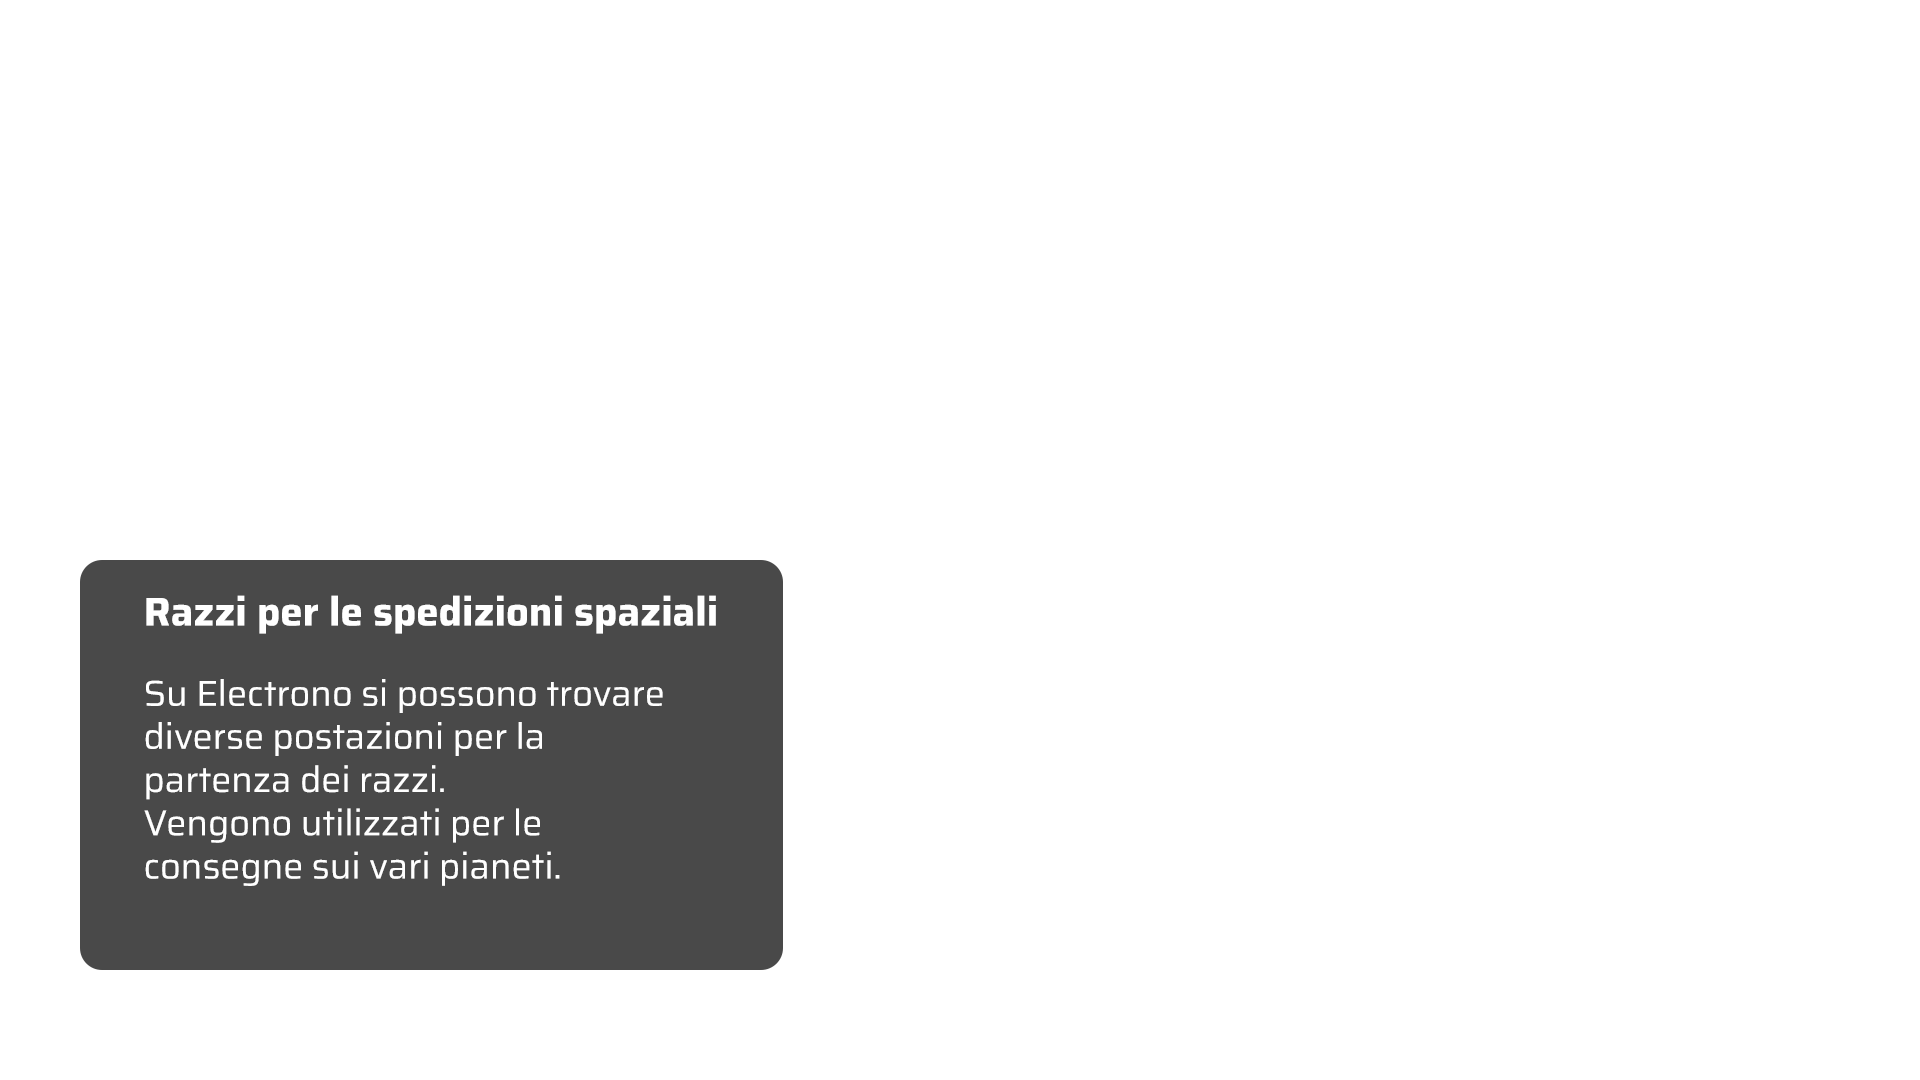 Razzi per le spedizioni spaziali
Su Electrono si possono trovare
diverse postazioni per la
partenza dei razzi.
Vengono utilizzati per le
consegne sui vari pianeti.